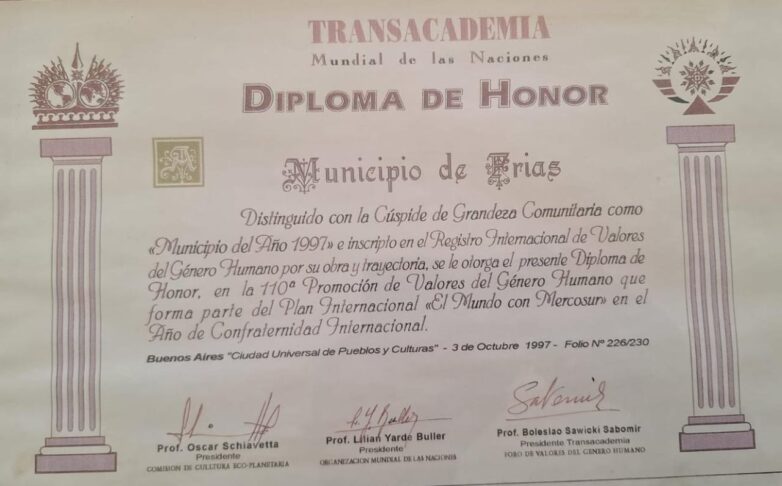 TRANSACADEMIA
Mundial de las Naciones
DIPLOMA DE HONOR
A Municipio de Frias
Distinguido con la Cúspide de Grandeza Comunitaria como
«Municipio del Año 1997» e inscripto en el Registro Internacional de Valores
del Género Humano por su obra y trayectoria, se le otorga el presente Diploma de
Honor, en la 110ª Promoción de Valores del Género Humano que
forma parte del Plan Internacional «El Mundo con Mercosur» en el
Año de Confraternidad Internacional.
Buenos Aires "Ciudad Universal de Pueblos y Culturas" - 3 de Octubre 1997 - Folio Nº 226/230
L. Y. Buller
Sabomir
Prof. Oscar Schiavetta
Presidente
COMISION DE CULLTURA ECO-PLANETARIA
Prof. Lilian Yarde Buller
Presidente
ORGANIZACION MUNDIAL DE LAS NACIONES
Prof. Boleslao Sawicki Sabomir
Presidente Transacademia
FORO DE VALORES DEL GENERO HUMANO